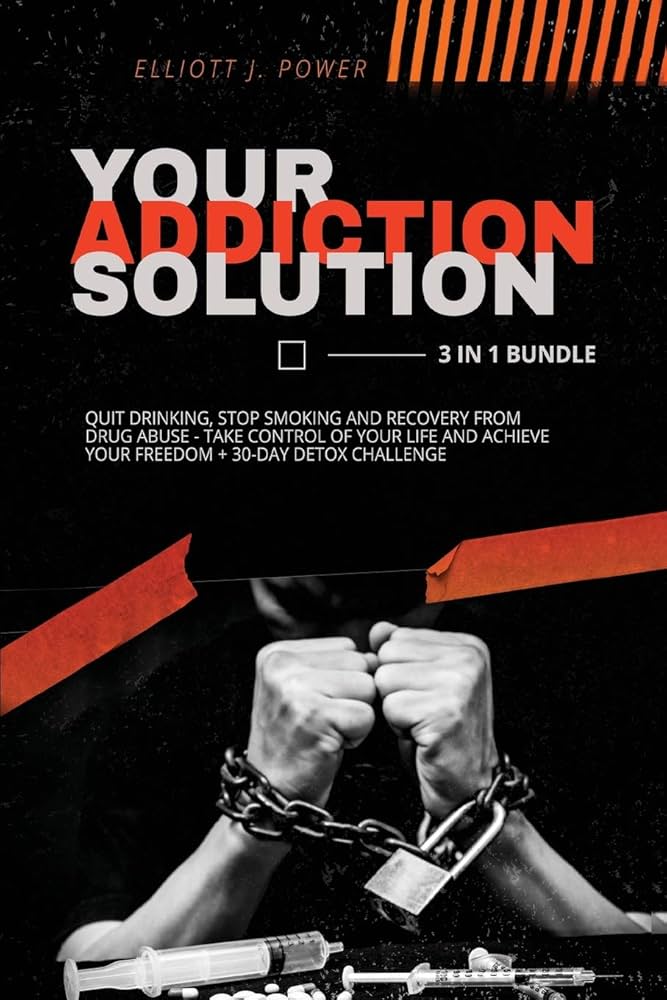 ELLIOTT J. POWER
YOUR
ADDICTION
SOLUTION
3 IN 1 BUNDLE
QUIT DRINKING, STOP SMOKING AND RECOVERY FROM
DRUG ABUSE - TAKE CONTROL OF YOUR LIFE AND ACHIEVE
YOUR FREEDOM + 30-DAY DETOX CHALLENGE